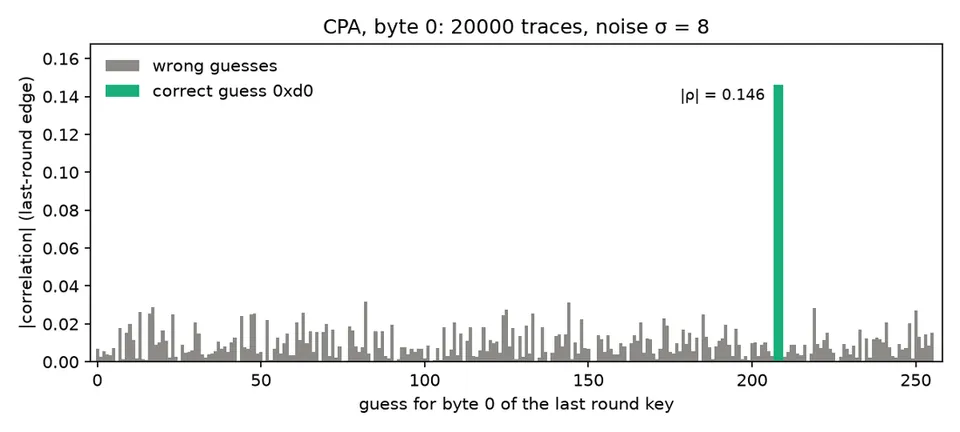 CPA, byte 0: 20000 traces, noise σ = 8
|correlation| (last-round edge)
0.16
0.14
0.12
0.10
0.08
0.06
0.04
0.02
0.00
wrong guesses
correct guess 0xd0
|ρ| = 0.146
0 50 100 150 200 250
guess for byte 0 of the last round key